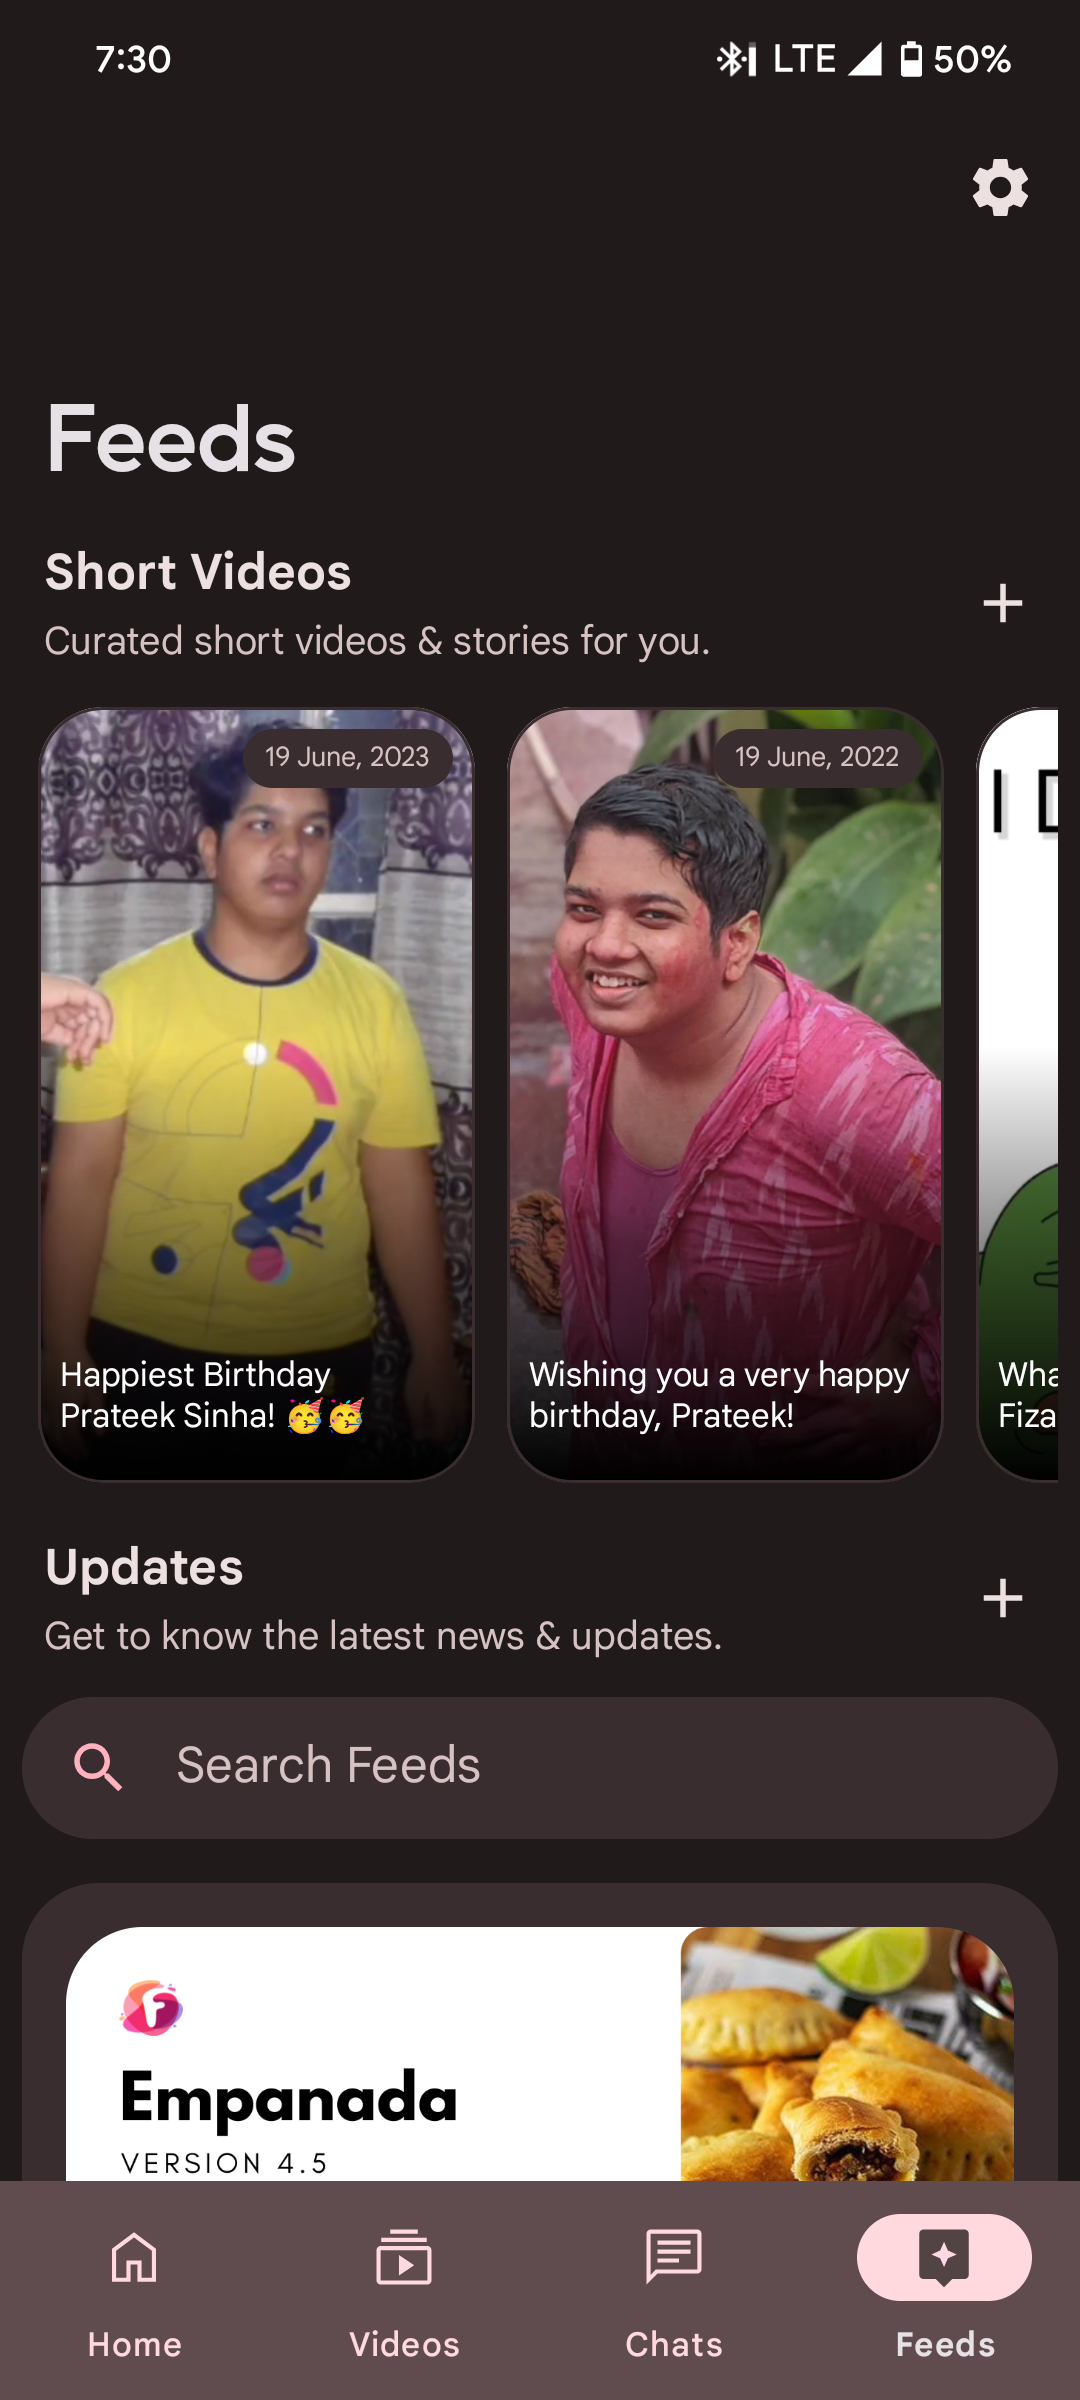 7:30
LTE
50%
Feeds
Short Videos
Curated short videos & stories for you.
19 June, 2023
19 June, 2022
I
Happiest Birthday
Prateek Sinha! 🥳🥳
Wishing you a very happy
birthday, Prateek!
Wha
Fiza
Updates
Get to know the latest news & updates.
Search Feeds
F
Empanada
VERSION 4.5
Home
Videos
Chats
Feeds